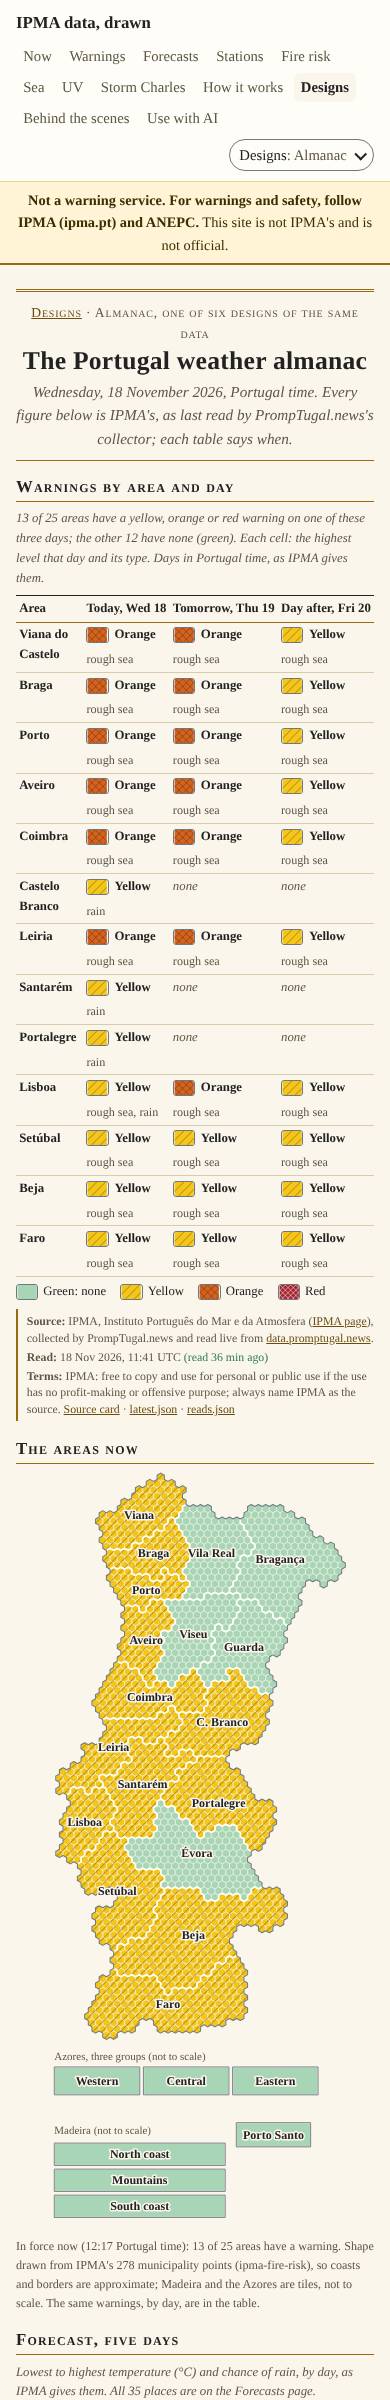 IPMA data, drawn
Now Warnings Forecasts Stations Fire risk
Sea UV Storm Charles How it works Designs
Behind the scenes Use with AI
Designs: Almanac
Not a warning service. For warnings and safety, follow
IPMA (ipma.pt) and ANEPC. This site is not IPMA's and is
not official.
Designs · Almanac, one of six designs of the same
data
The Portugal weather almanac
Wednesday, 18 November 2026, Portugal time. Every
figure below is IPMA's, as last read by PrompTugal.news's
collector; each table says when.
Warnings by area and day
13 of 25 areas have a yellow, orange or red warning on one of these
three days; the other 12 have none (green). Each cell: the highest
level that day and its type. Days in Portugal time, as IPMA gives
them.
Area Today, Wed 18 Tomorrow, Thu 19 Day after, Fri 20
Viana do Castelo Orange Orange Yellow
rough sea rough sea rough sea
Braga Orange Orange Yellow
rough sea rough sea rough sea
Porto Orange Orange Yellow
rough sea rough sea rough sea
Aveiro Orange Orange Yellow
rough sea rough sea rough sea
Coimbra Orange Orange Yellow
rough sea rough sea rough sea
Castelo Branco Yellow none none
rain
Leiria Orange Orange Yellow
rough sea rough sea rough sea
Santarém Yellow none none
rain
Portalegre Yellow none none
rain
Lisboa Yellow Orange Yellow
rough sea, rain rough sea rough sea
Setúbal Yellow Yellow Yellow
rough sea rough sea rough sea
Beja Yellow Yellow Yellow
rough sea rough sea rough sea
Faro Yellow Yellow Yellow
rough sea rough sea rough sea
Green: none Yellow Orange Red
Source: IPMA, Instituto Português do Mar e da Atmosfera (IPMA page),
collected by PrompTugal.news and read live from data.promptugal.news.
Read: 18 Nov 2026, 11:41 UTC (read 36 min ago)
Terms: IPMA: free to copy and use for personal or public use if the use
has no profit-making or offensive purpose; always name IPMA as the
source. Source card · latest.json · reads.json
The areas now
Viana
Braga Vila Real Bragança
Porto
Aveiro Viseu Guarda
Coimbra
C. Branco
Leiria
Santarém
Portalegre
Lisboa
Évora
Setúbal
Beja
Faro
Azores, three groups (not to scale)
Western Central Eastern
Madeira (not to scale) Porto Santo
North coast
Mountains
South coast
In force now (12:17 Portugal time): 13 of 25 areas have a warning. Shape
drawn from IPMA's 278 municipality points (ipma-fire-risk), so coasts
and borders are approximate; Madeira and the Azores are tiles, not to
scale. The same warnings, by day, are in the table.
Forecast, five days
Lowest to highest temperature (°C) and chance of rain, by day, as
IPMA gives them. All 35 places are on the Forecasts page.